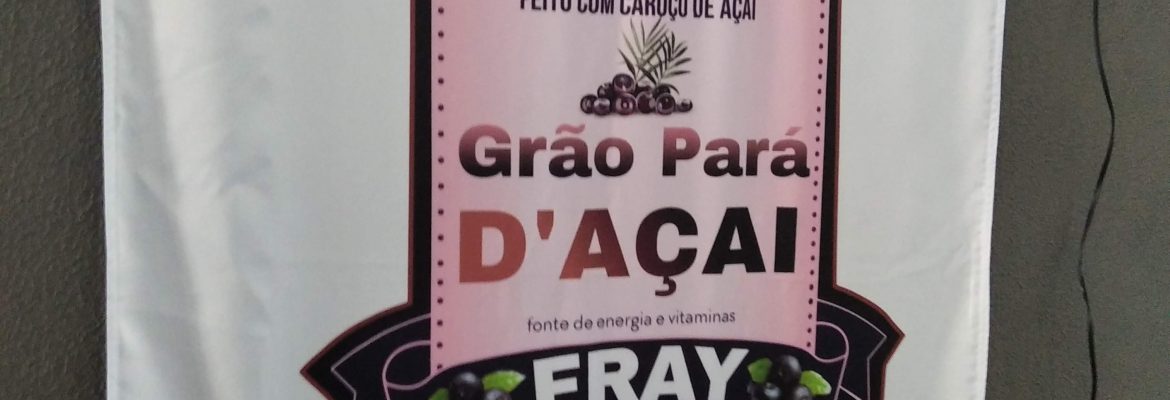 FEITO COM CAROÇO DE AÇAI
Grão Pará
D'AÇAI
fonte de energia e vitaminas
FRAY